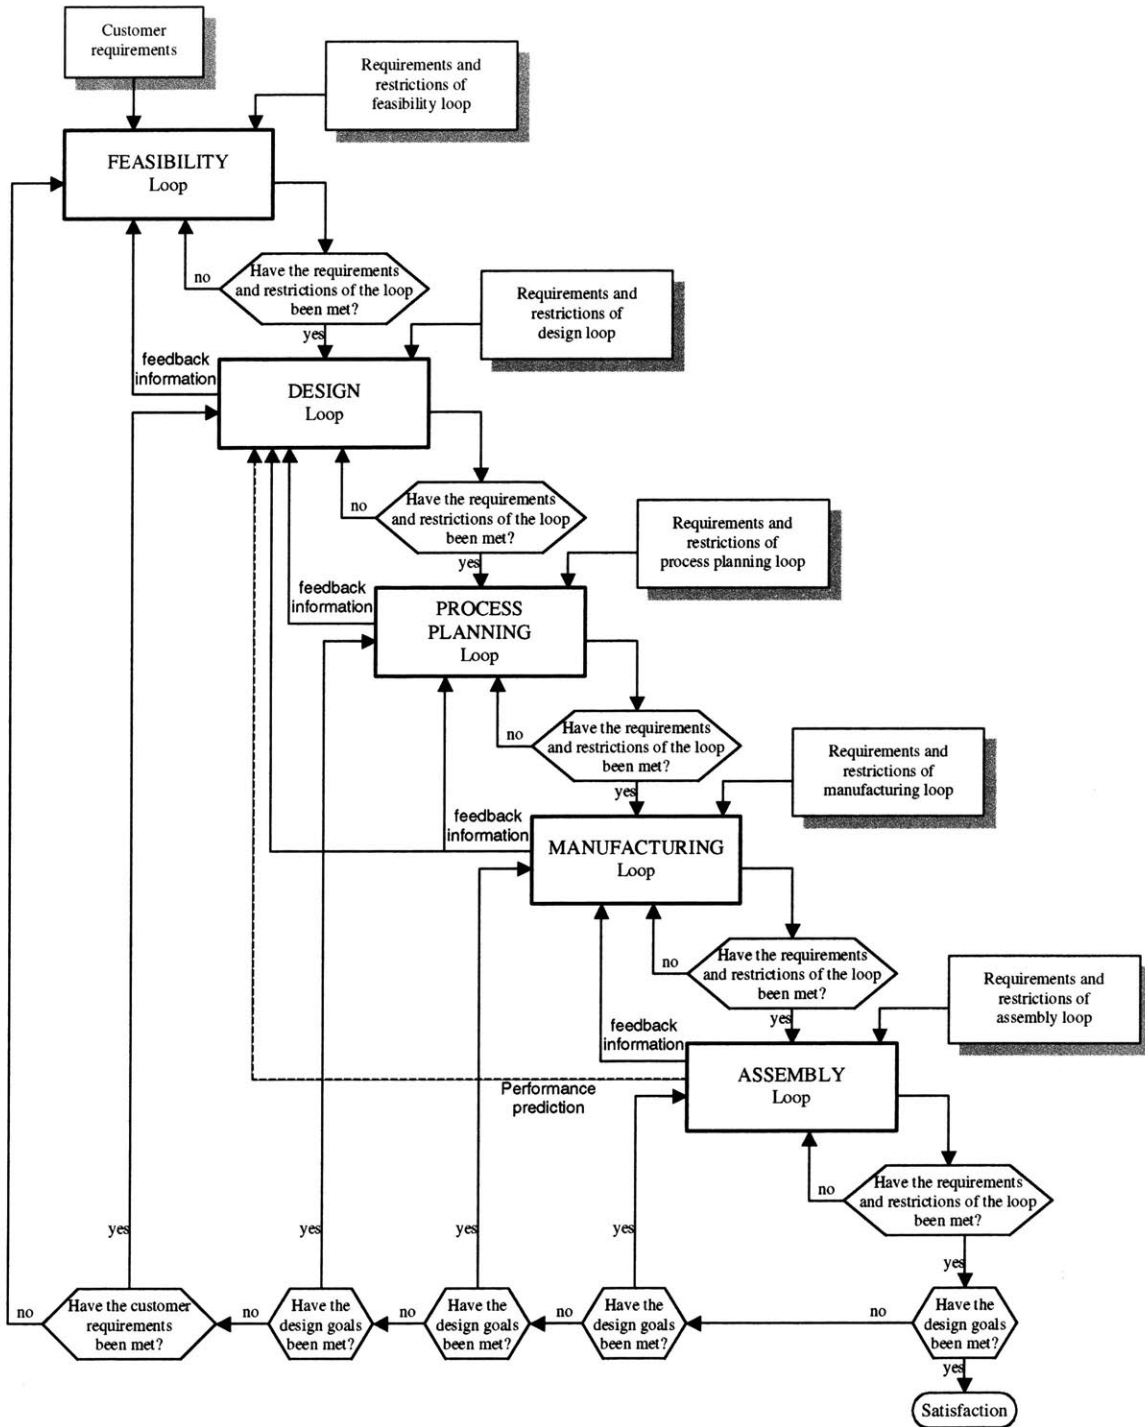 Customer
requirements
Requirements and
restrictions of
feasibility loop
FEASIBILITY
Loop
no
Have the requirements
and restrictions of the loop
been met?
yes
Requirements and
restrictions of
design loop
feedback
information
DESIGN
Loop
no
Have the requirements
and restrictions of the loop
been met?
yes
Requirements and
restrictions of
process planning loop
feedback
information
PROCESS
PLANNING
Loop
no
Have the requirements
and restrictions of the loop
been met?
yes
Requirements and
restrictions of
manufacturing loop
feedback
information
MANUFACTURING
Loop
no
Have the requirements
and restrictions of the loop
been met?
yes
Requirements and
restrictions of
assembly loop
feedback
information
ASSEMBLY
Loop
Performance
prediction
no
Have the requirements
and restrictions of the loop
been met?
yes
yes
yes
yes
yes
no
Have the customer
requirements
been met?
no
Have the
design goals
been met?
no
Have the
design goals
been met?
no
Have the
design goals
been met?
no
Have the
design goals
been met?
yes
Satisfaction